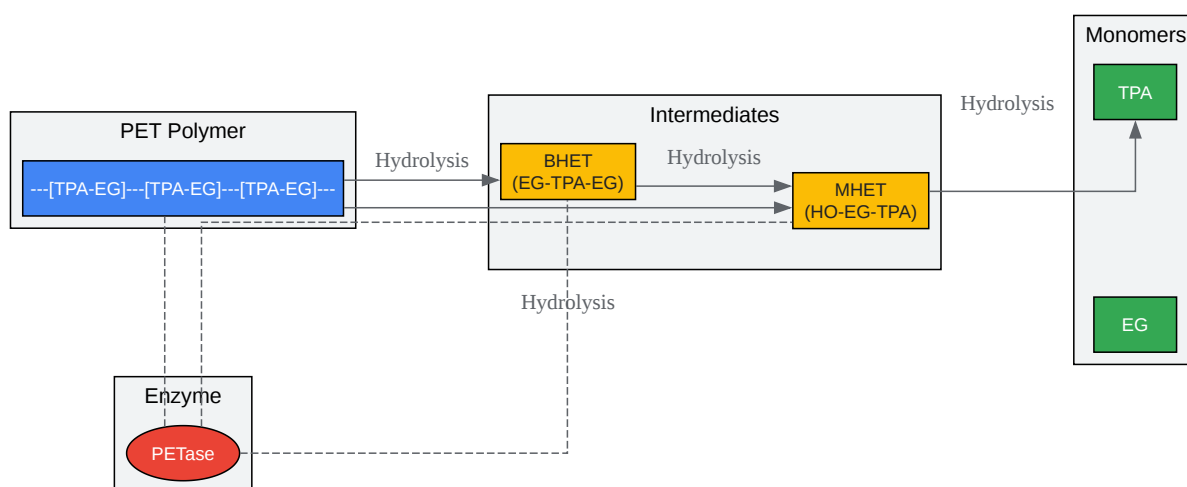 PET Polymer
---[TPA-EG]---[TPA-EG]---[TPA-EG]---
Hydrolysis
Intermediates
BHET
(EG-TPA-EG)
Hydrolysis
MHET
(HO-EG-TPA)
Hydrolysis
Hydrolysis
Monomers
TPA
EG
Enzyme
PETase